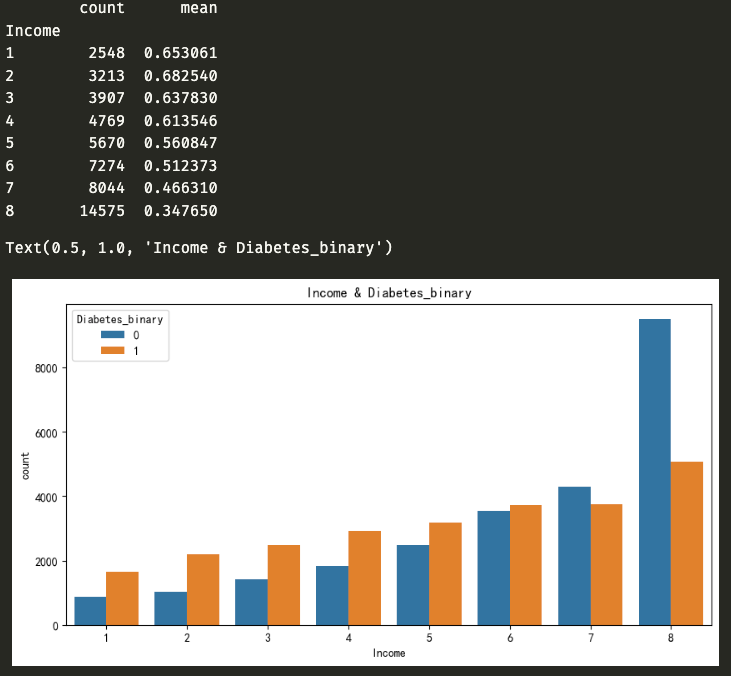 count mean
Income
1 2548 0.653061
2 3213 0.682540
3 3907 0.637830
4 4769 0.613546
5 5670 0.560847
6 7274 0.512373
7 8044 0.466310
8 14575 0.347650
Text(0.5, 1.0, 'Income & Diabetes_binary')
Income & Diabetes_binary
Diabetes_binary
0
1
8000
6000
4000
2000
0
count
1 2 3 4 5 6 7 8
Income